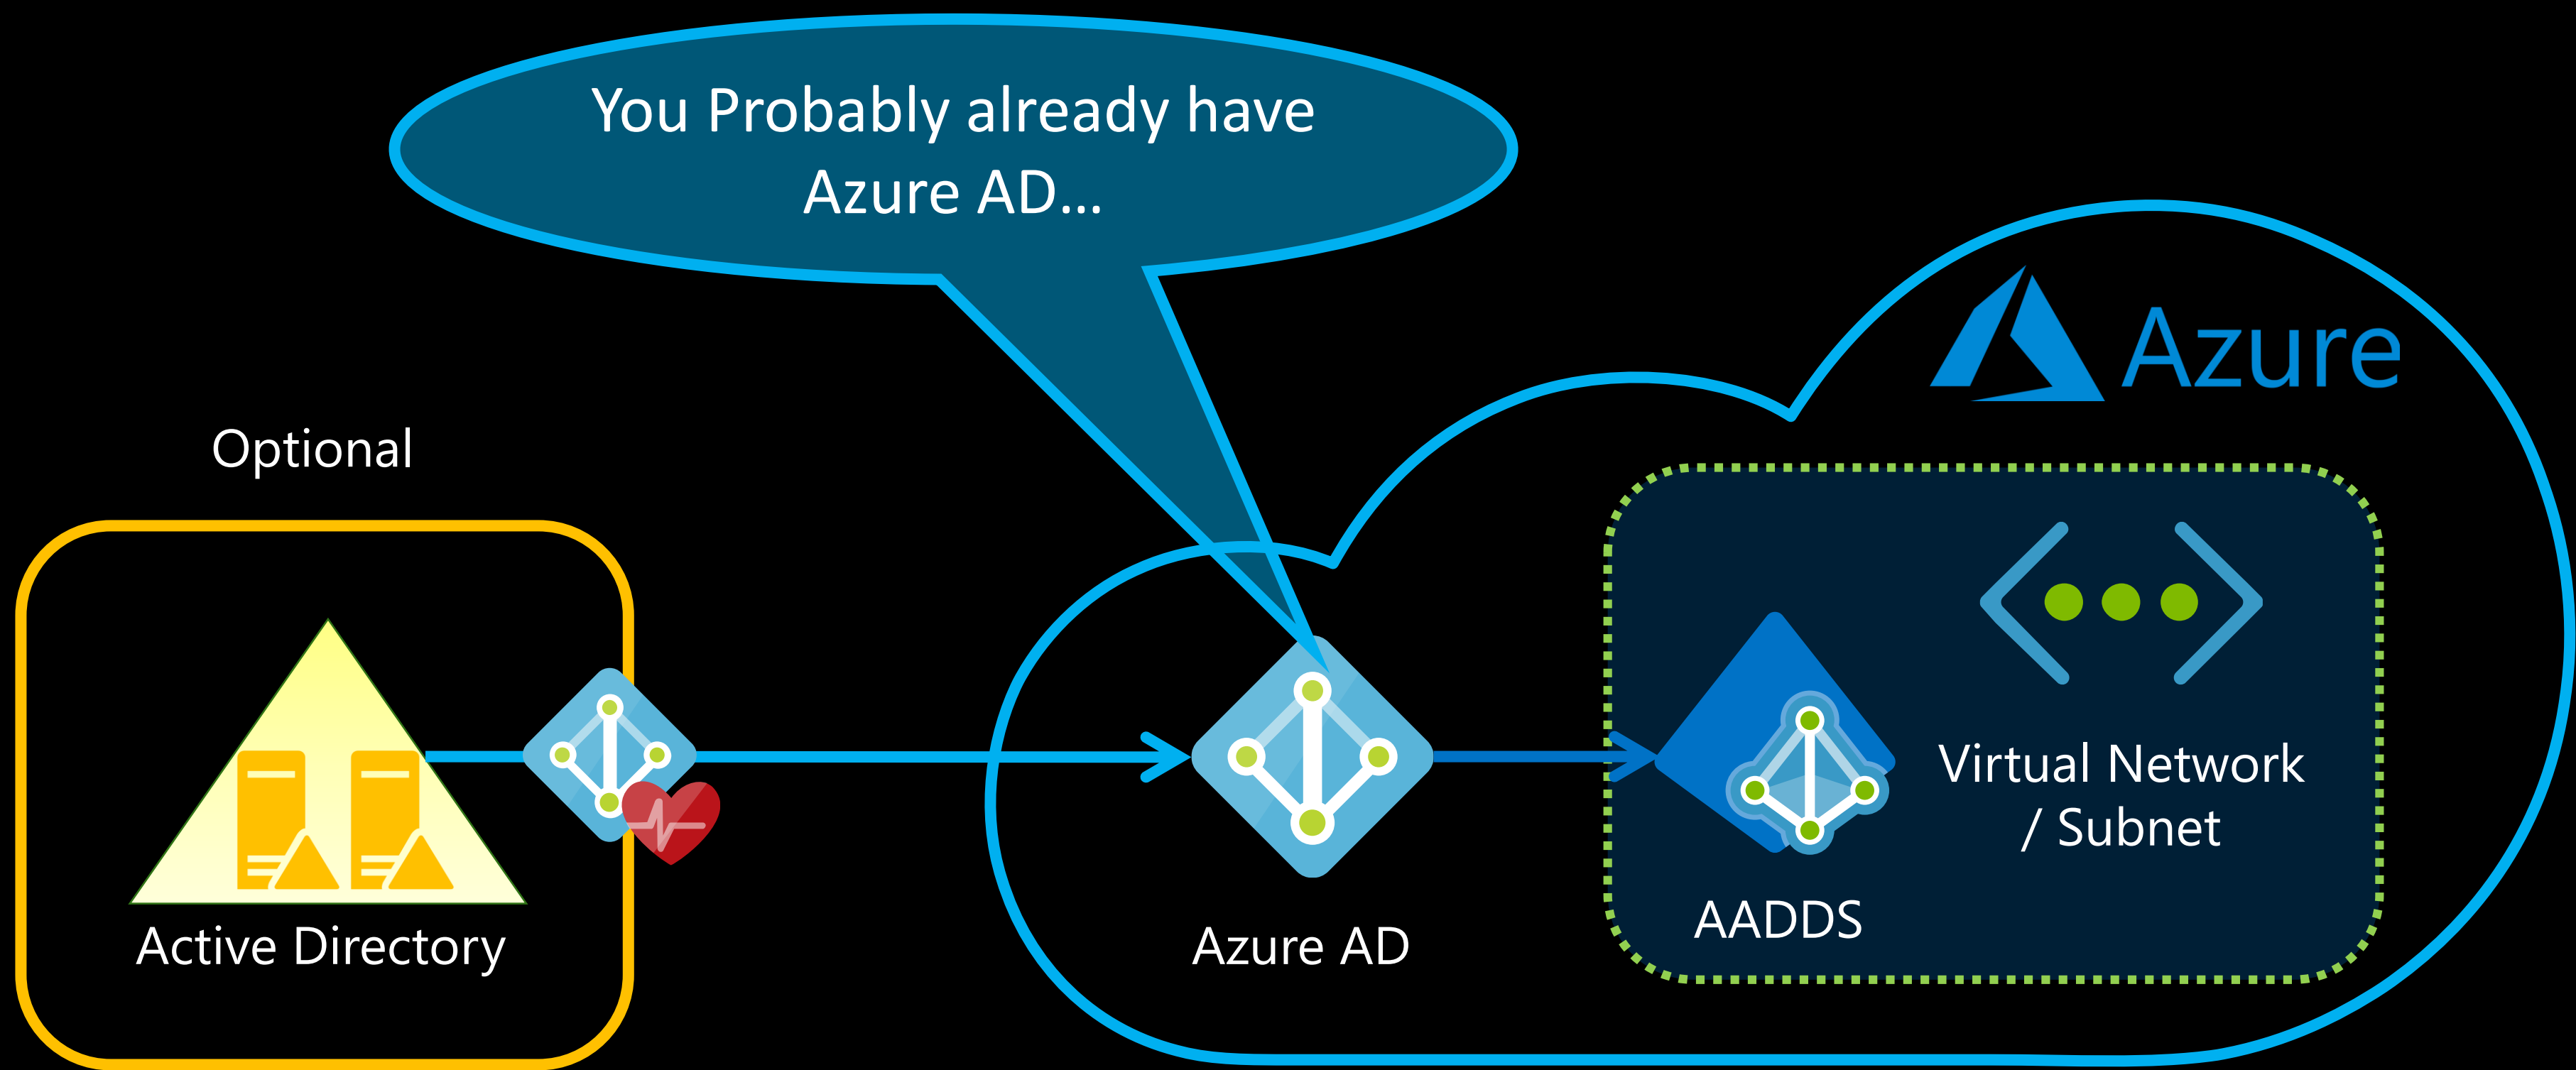 You Probably already have
Azure AD...
Azure
Optional
Active Directory
Azure AD
AADDS
Virtual Network
/ Subnet